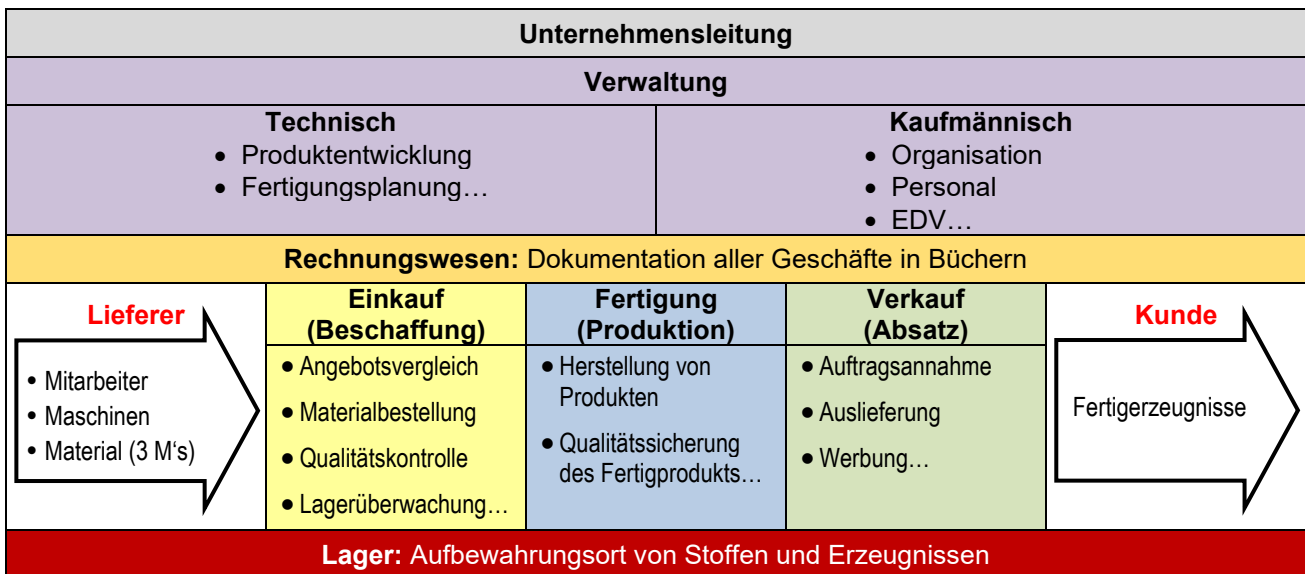 Unternehmensleitung
Verwaltung
Technisch
• Produktentwicklung
• Fertigungsplanung…
Kaufmännisch
• Organisation
• Personal
• EDV…
Rechnungswesen: Dokumentation aller Geschäfte in Büchern
Lieferer
• Mitarbeiter
• Maschinen
• Material (3 M‘s)
Einkauf
(Beschaffung)
• Angebotsvergleich
• Materialbestellung
• Qualitätskontrolle
• Lagerüberwachung…
Fertigung
(Produktion)
• Herstellung von
Produkten
• Qualitätssicherung
des Fertigprodukts…
Verkauf
(Absatz)
• Auftragsannahme
• Auslieferung
• Werbung…
Kunde
Fertigerzeugnisse
Lager: Aufbewahrungsort von Stoffen und Erzeugnissen